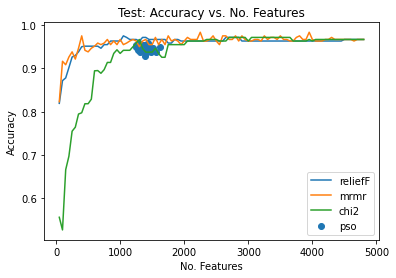 Test: Accuracy vs. No. Features
1.0
0.9
0.8
0.7
0.6
Accuracy
0
1000
2000
3000
4000
5000
No. Features
reliefF
mrmr
chi2
pso